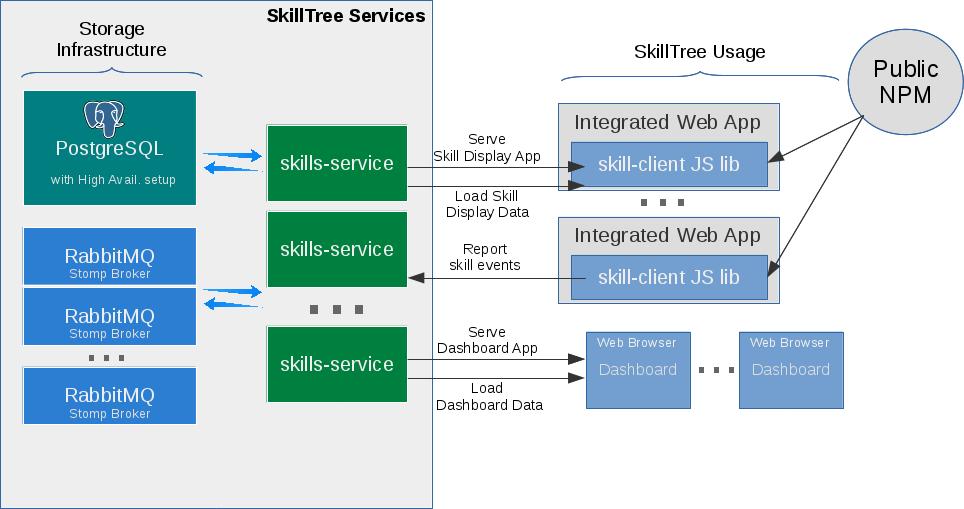 SkillTree Services
Storage
Infrastructure
PostgreSQL
with High Avail. setup
RabbitMQ
Stomp Broker
RabbitMQ
Stomp Broker
RabbitMQ
Stomp Broker
skills-service
skills-service
skills-service
Serve
Skill Display App
Load Skill
Display Data
Report
skill events
Serve
Dashboard App
Load
Dashboard Data
SkillTree Usage
Integrated Web App
skill-client JS lib
Integrated Web App
skill-client JS lib
Web Browser
Dashboard
Web Browser
Dashboard
Public
NPM